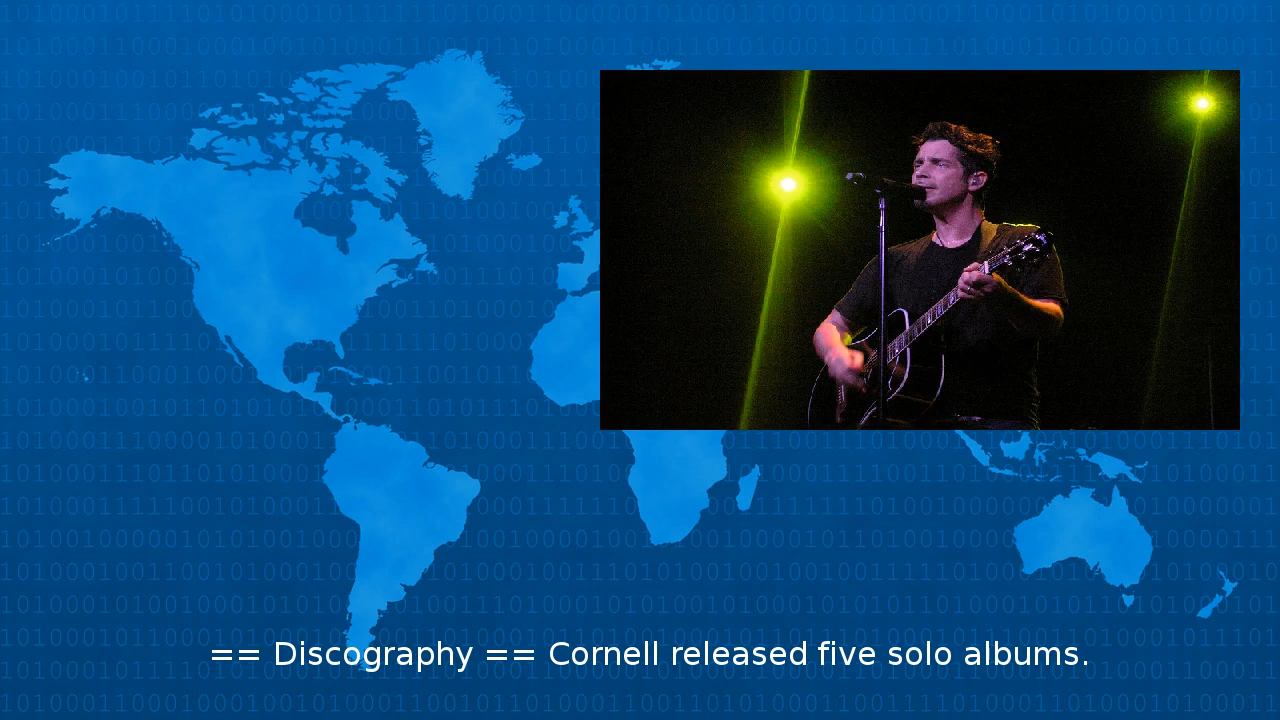 == Discography == Cornell released five solo albums.